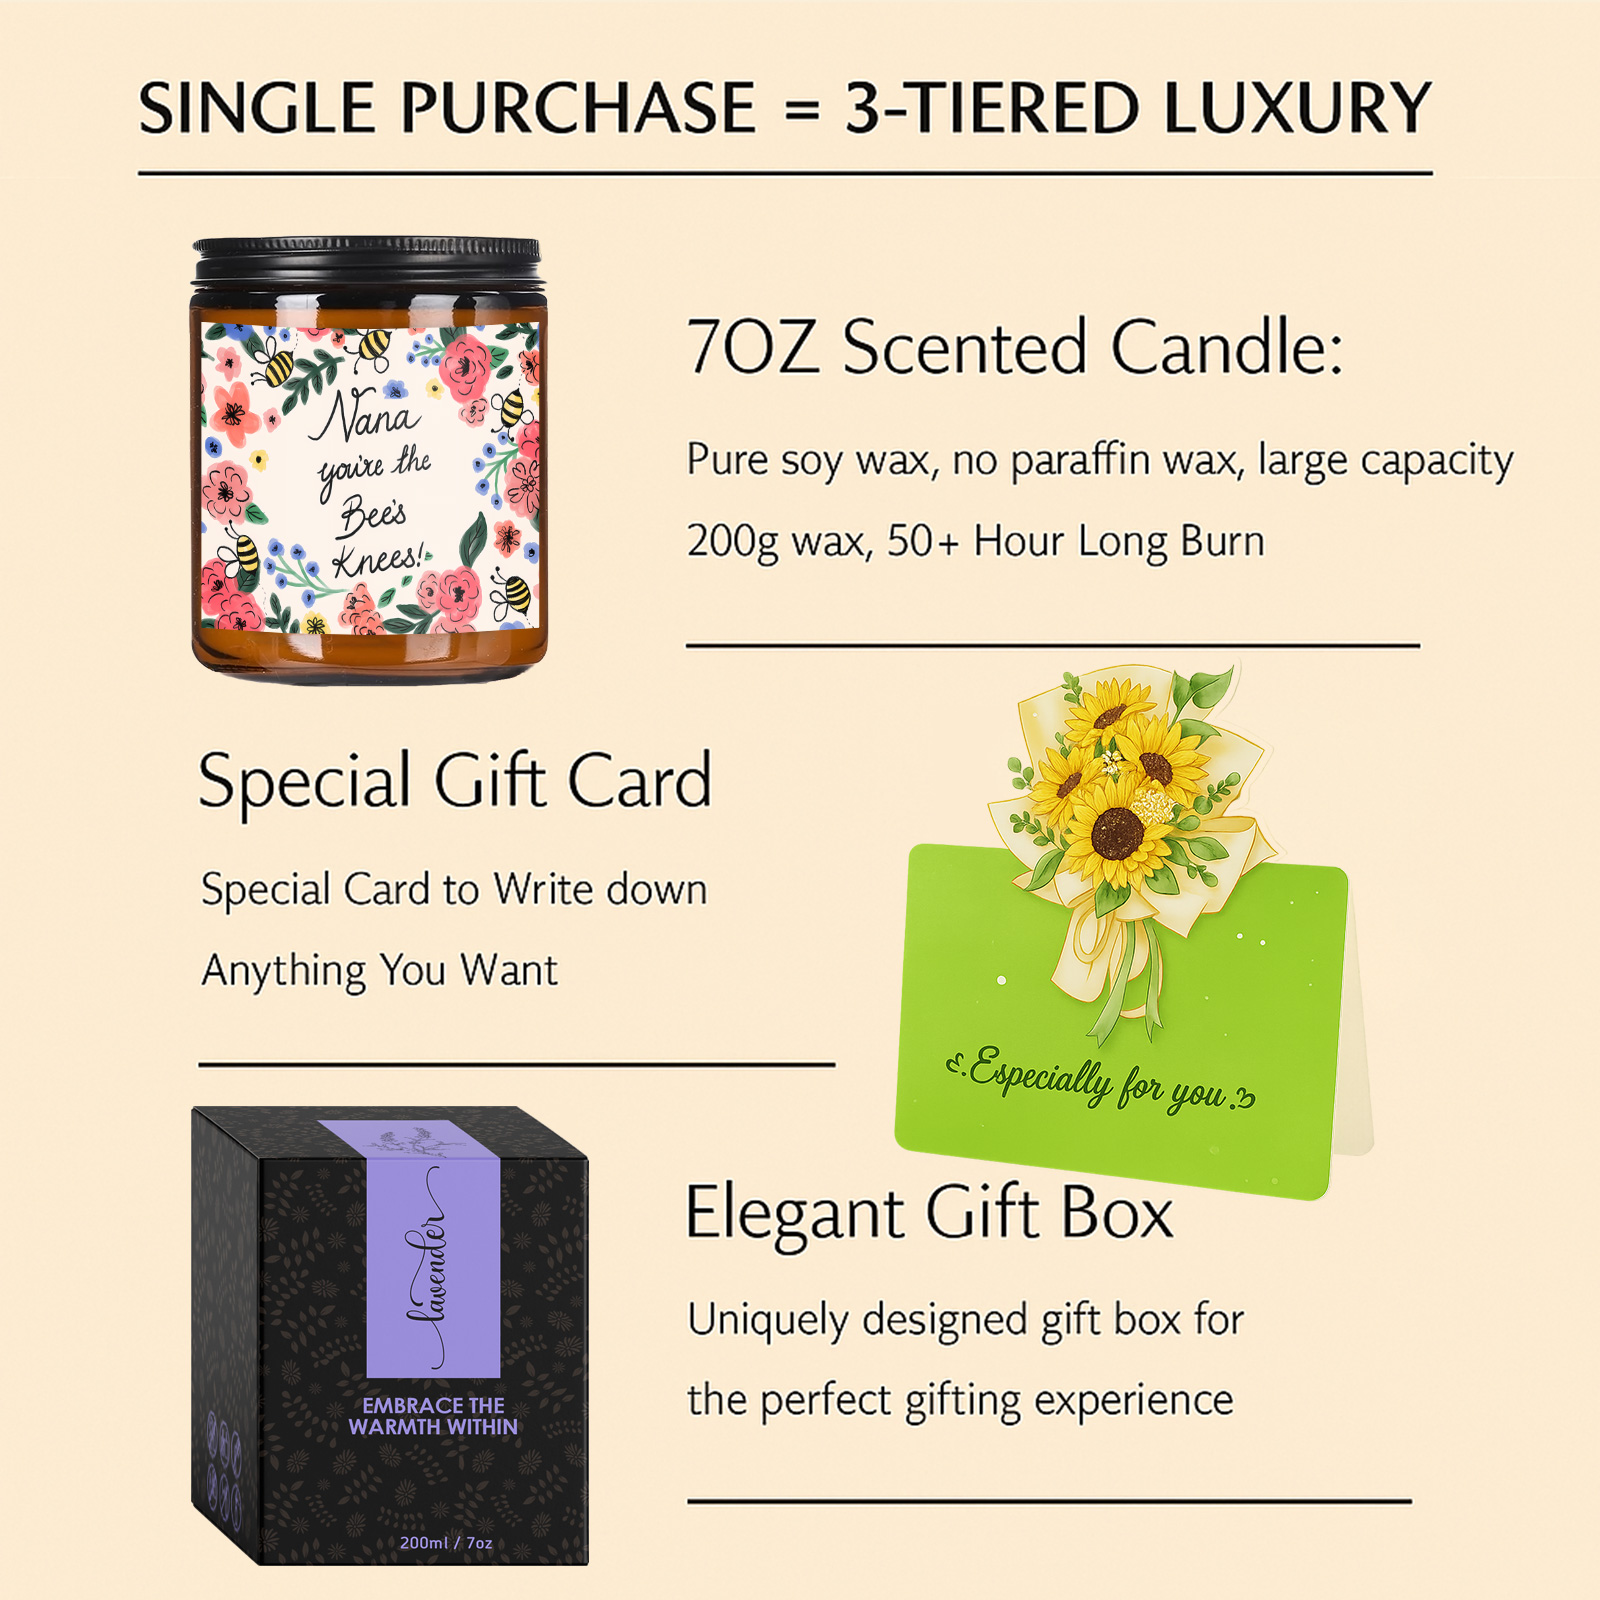 SINGLE PURCHASE = 3-TIERED LUXURY
Nana
you're the
Bee's
Knees!
7OZ Scented Candle:
Pure soy wax, no paraffin wax, large capacity
200g wax, 50+ Hour Long Burn
Special Gift Card
Special Card to Write down
Anything You Want
Especially for you
lavender
EMBRACE THE
WARMTH WITHIN
200ml / 7oz
Elegant Gift Box
Uniquely designed gift box for
the perfect gifting experience